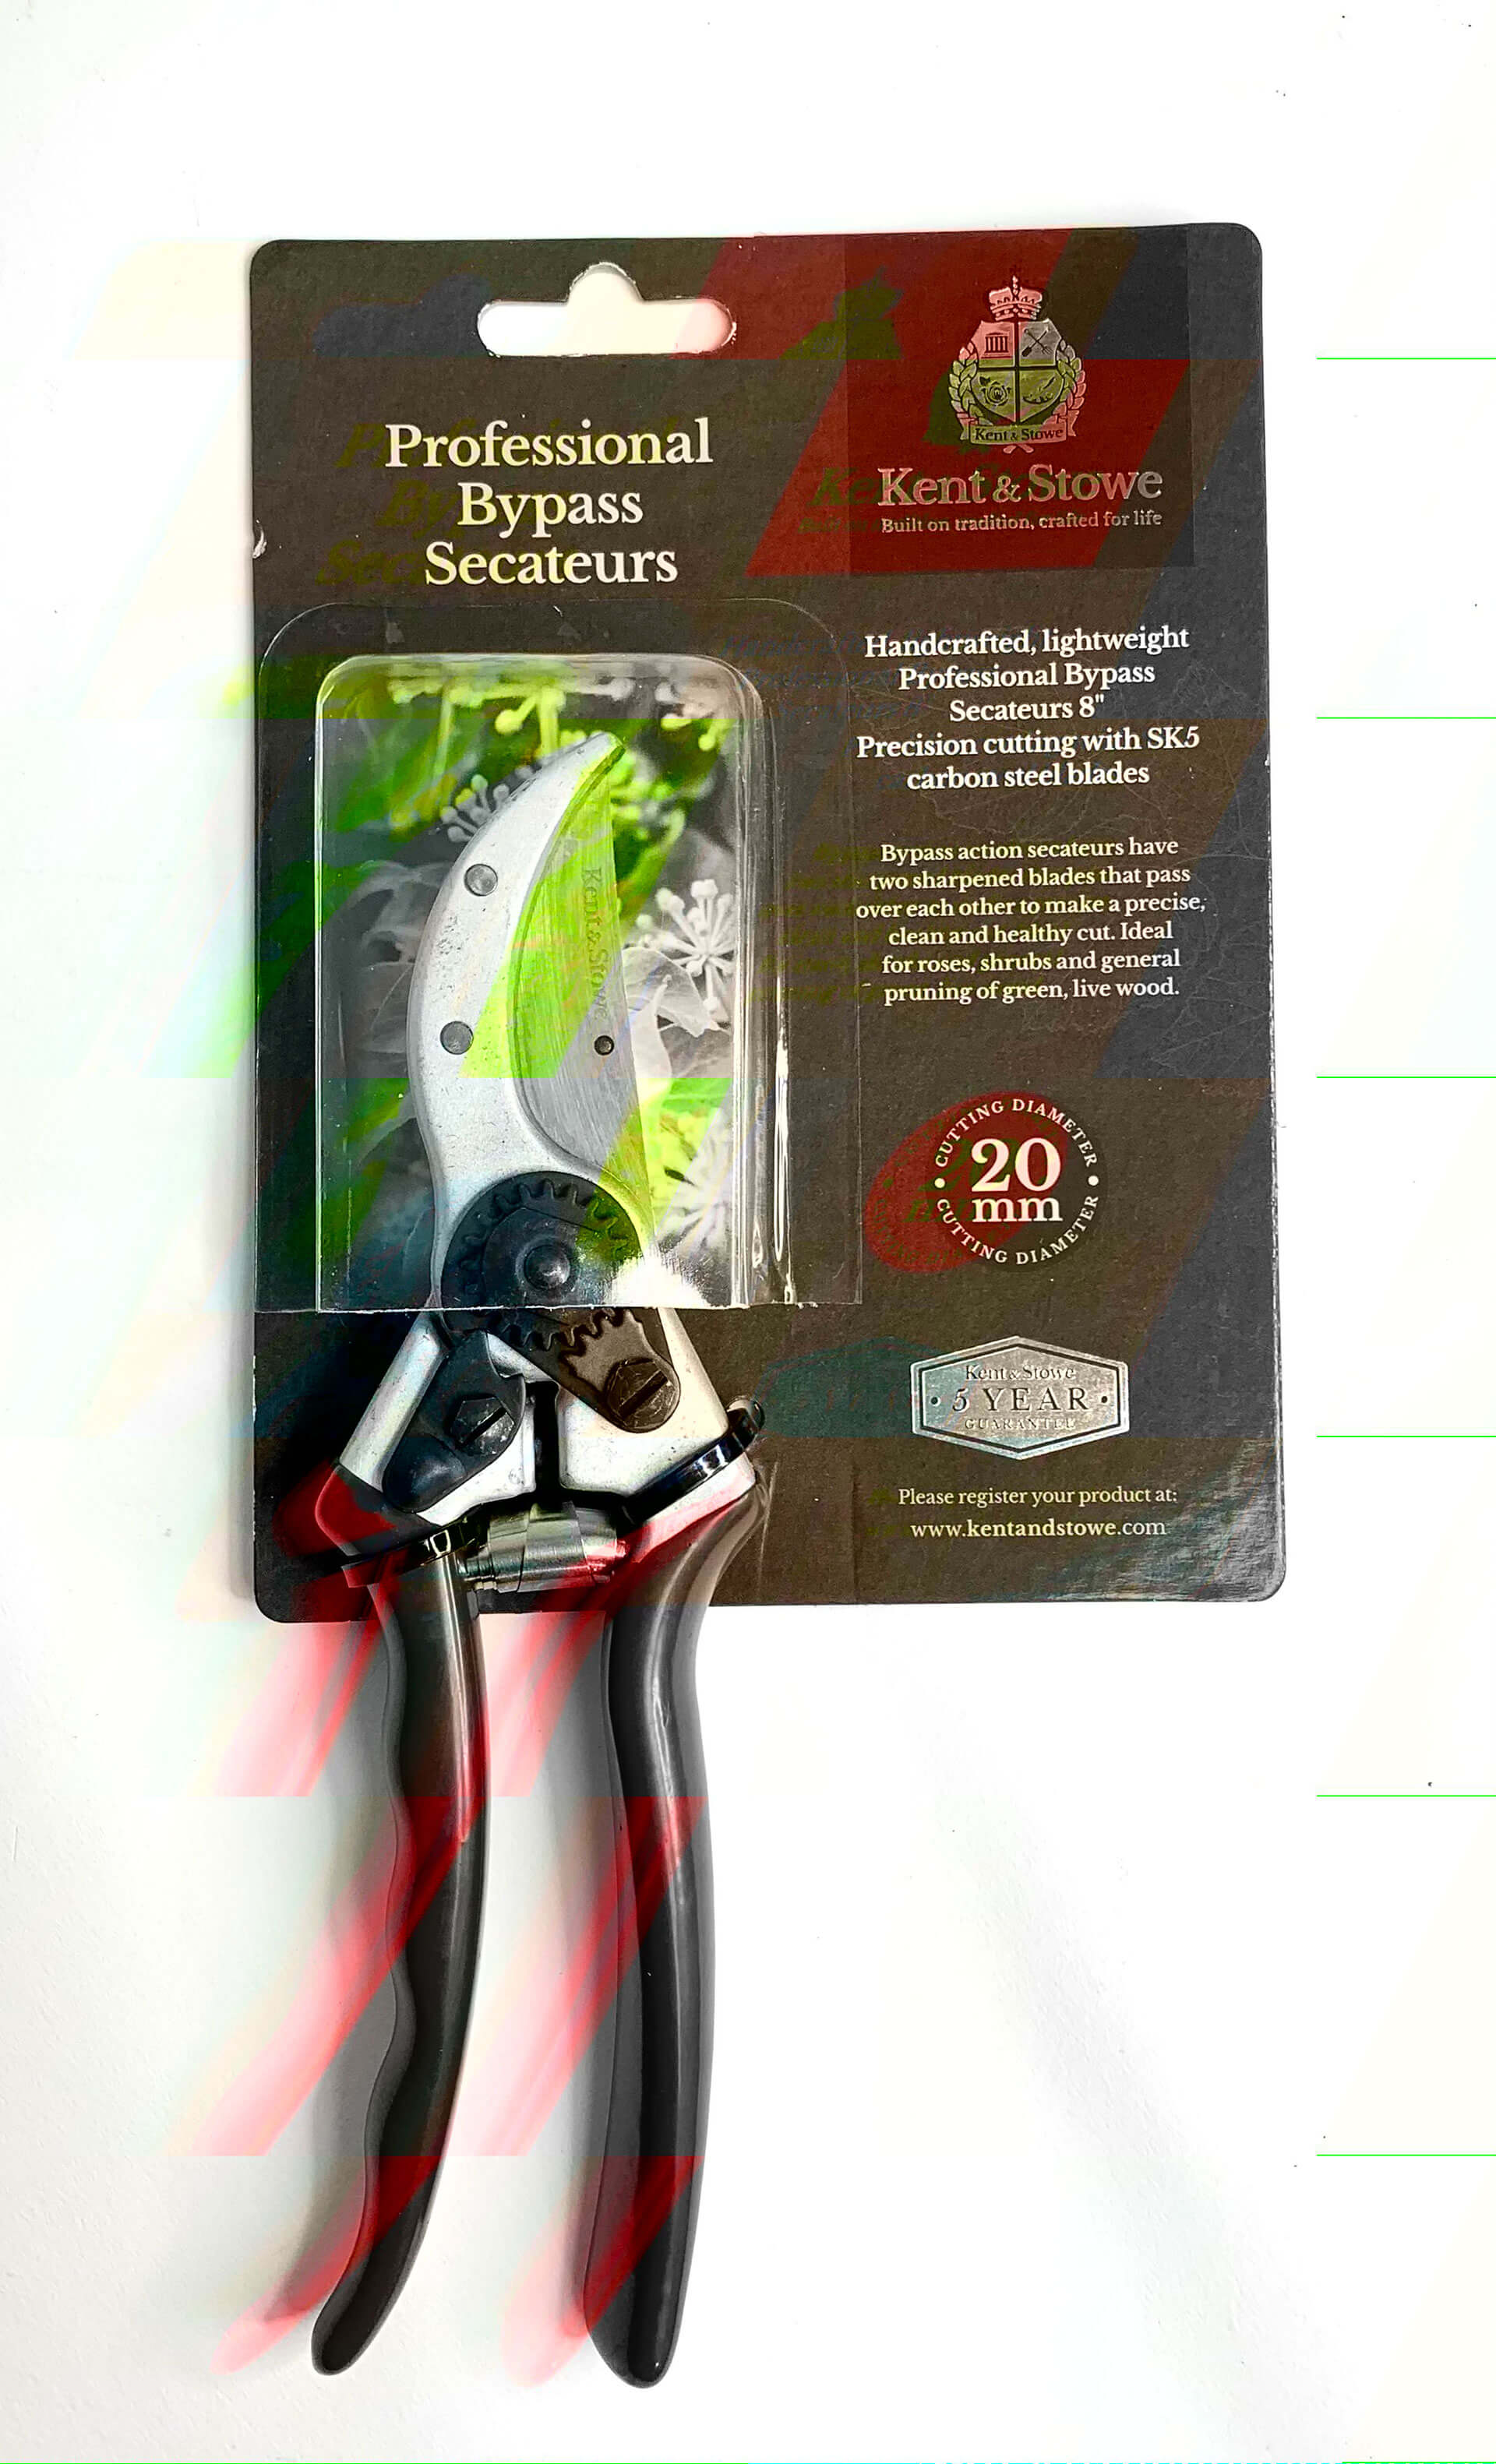 Professional
Bypass
Secateurs
Kent & Stowe
Kent & Stowe
Built on tradition, crafted for life
Handcrafted, lightweight
Professional Bypass
Secateurs 8"
Precision cutting with SK5
carbon steel blades
Bypass action secateurs have
two sharpened blades that pass
over each other to make a precise,
clean and healthy cut. Ideal
for roses, shrubs and general
pruning of green, live wood.
Kent & Stowe
CUTTING DIAMETER
20
mm
CUTTING DIAMETER
Kent & Stowe
5 YEAR
GUARANTEE
Please register your product at:
www.kentandstowe.com